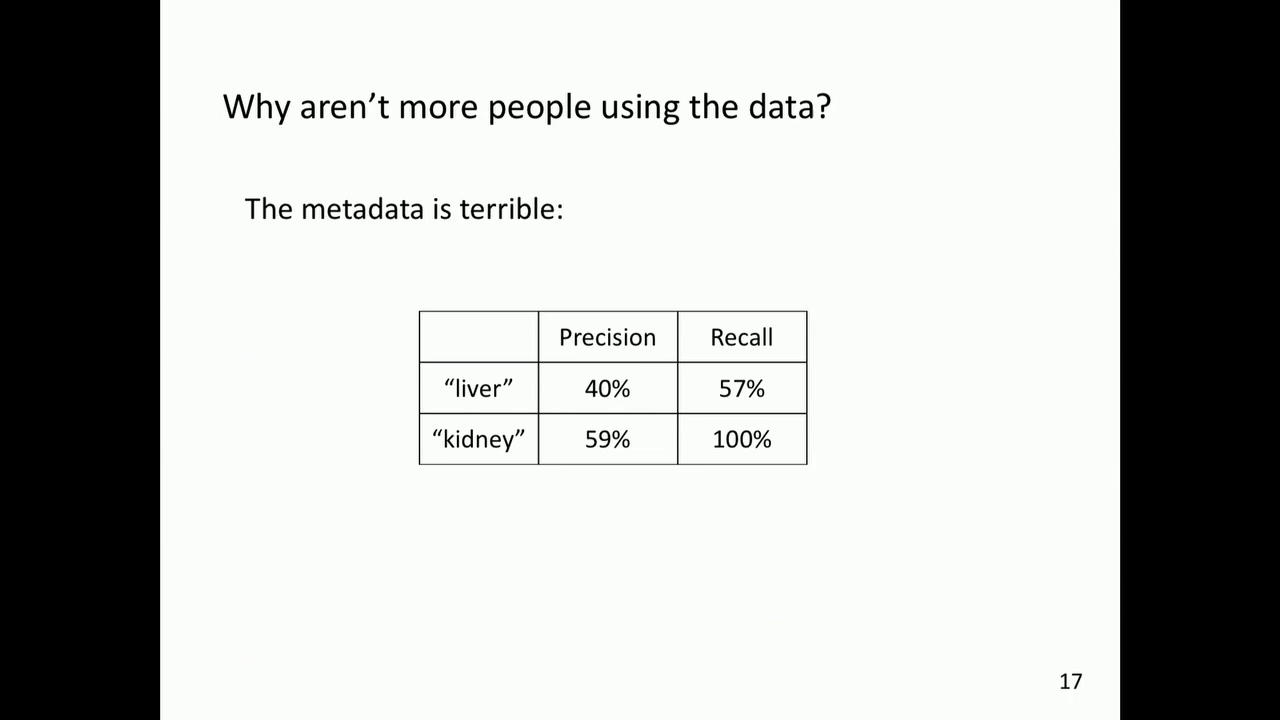 Why aren’t more people using the data?
The metadata is terrible:
Precision Recall
“liver” 40% 57%
“kidney” 59% 100%
17